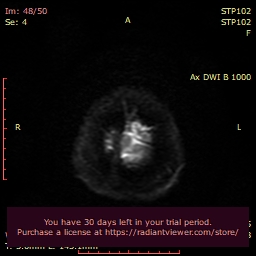 Im: 48/50
Se: 4
A
STP102
STP102
F
Ax DWI B 1000
R
L
You have 30 days left in your trial period.
Purchase a license at https://radiantviewer.com/store/